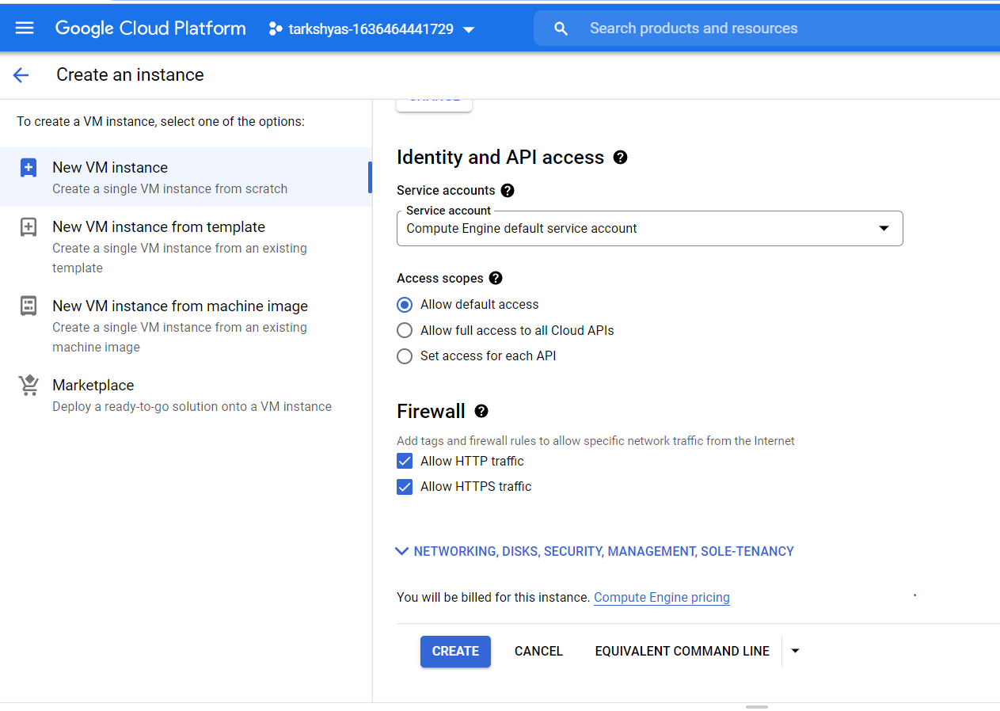 Google Cloud Platform
tarkshyas-1636464441729
Search products and resources
Create an instance
To create a VM instance, select one of the options:
New VM instance
Create a single VM instance from scratch
New VM instance from template
Create a single VM instance from an existing
template
New VM instance from machine image
Create a single VM instance from an existing
machine image
Marketplace
Deploy a ready-to-go solution onto a VM instance
Identity and API access
Service accounts
Service account
Compute Engine default service account
Access scopes
Allow default access
Allow full access to all Cloud APIs
Set access for each API
Firewall
Add tags and firewall rules to allow specific network traffic from the Internet
Allow HTTP traffic
Allow HTTPS traffic
NETWORKING, DISKS, SECURITY, MANAGEMENT, SOLE-TENANCY
You will be billed for this instance. Compute Engine pricing
CREATE
CANCEL
EQUIVALENT COMMAND LINE